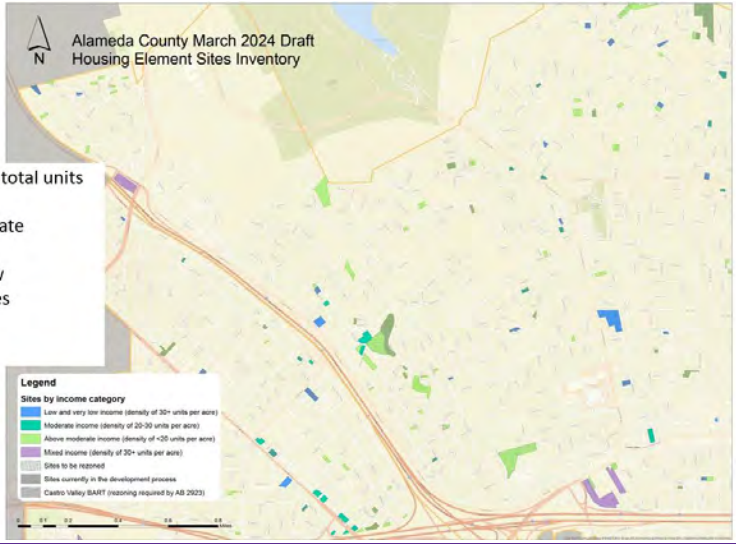 N
Alameda County March 2024 Draft
Housing Element Sites Inventory
total units
ate
es
Legend
Sites by income category
Low and very low income (density of 30+ units per acre)
Moderate income (density of 20-30 units per acre)
Above moderate income (density of <20 units per acre)
Mixed income (density of 30+ units per acre)
Sites to be rezoned
Sites currently in the development process
Castro Valley BART (rezoning required by AB 2923)
Miles